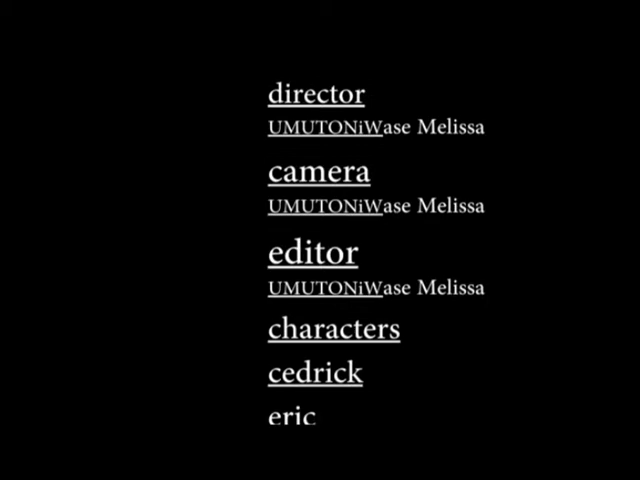 director
UMUTONiWase Melissa
camera
UMUTONiWase Melissa
editor
UMUTONiWase Melissa
characters
cedrick
eric